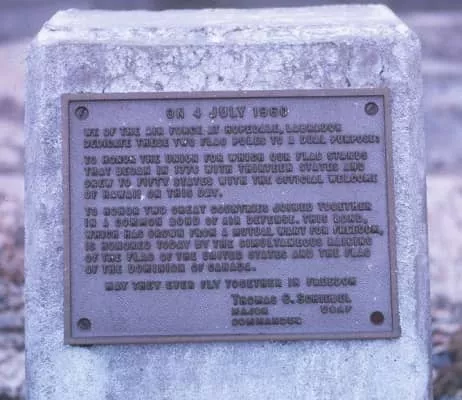 ON 4 JULY 1960
WE OF THE AIR FORCE AT HOPEDALE, LABRADOR
DEDICATE THESE TWO FLAG POLES TO A DUAL PURPOSE:
TO HONOR THE UNION FOR WHICH OUR FLAG STANDS
THAT BEGAN IN 1776 WITH THIRTEEN STATES AND
GREW TO FIFTY STATES WITH THE OFFICIAL WELCOME
OF HAWAII ON THIS DAY.
TO HONOR TWO GREAT COUNTRIES JOINED TOGETHER
IN A COMMON BOND OF AIR DEFENSE. THIS BOND,
WHICH HAS GROWN FROM A MUTUAL WANT FOR FREEDOM,
IS HONORED TODAY BY THE SIMULTANEOUS RAISING
OF THE FLAG OF THE UNITED STATES AND THE FLAG
OF THE DOMINION OF CANADA.
MAY THEY EVER FLY TOGETHER IN FREEDOM
THOMAS G. SCHIEDEL
MAJOR USAF
COMMANDER